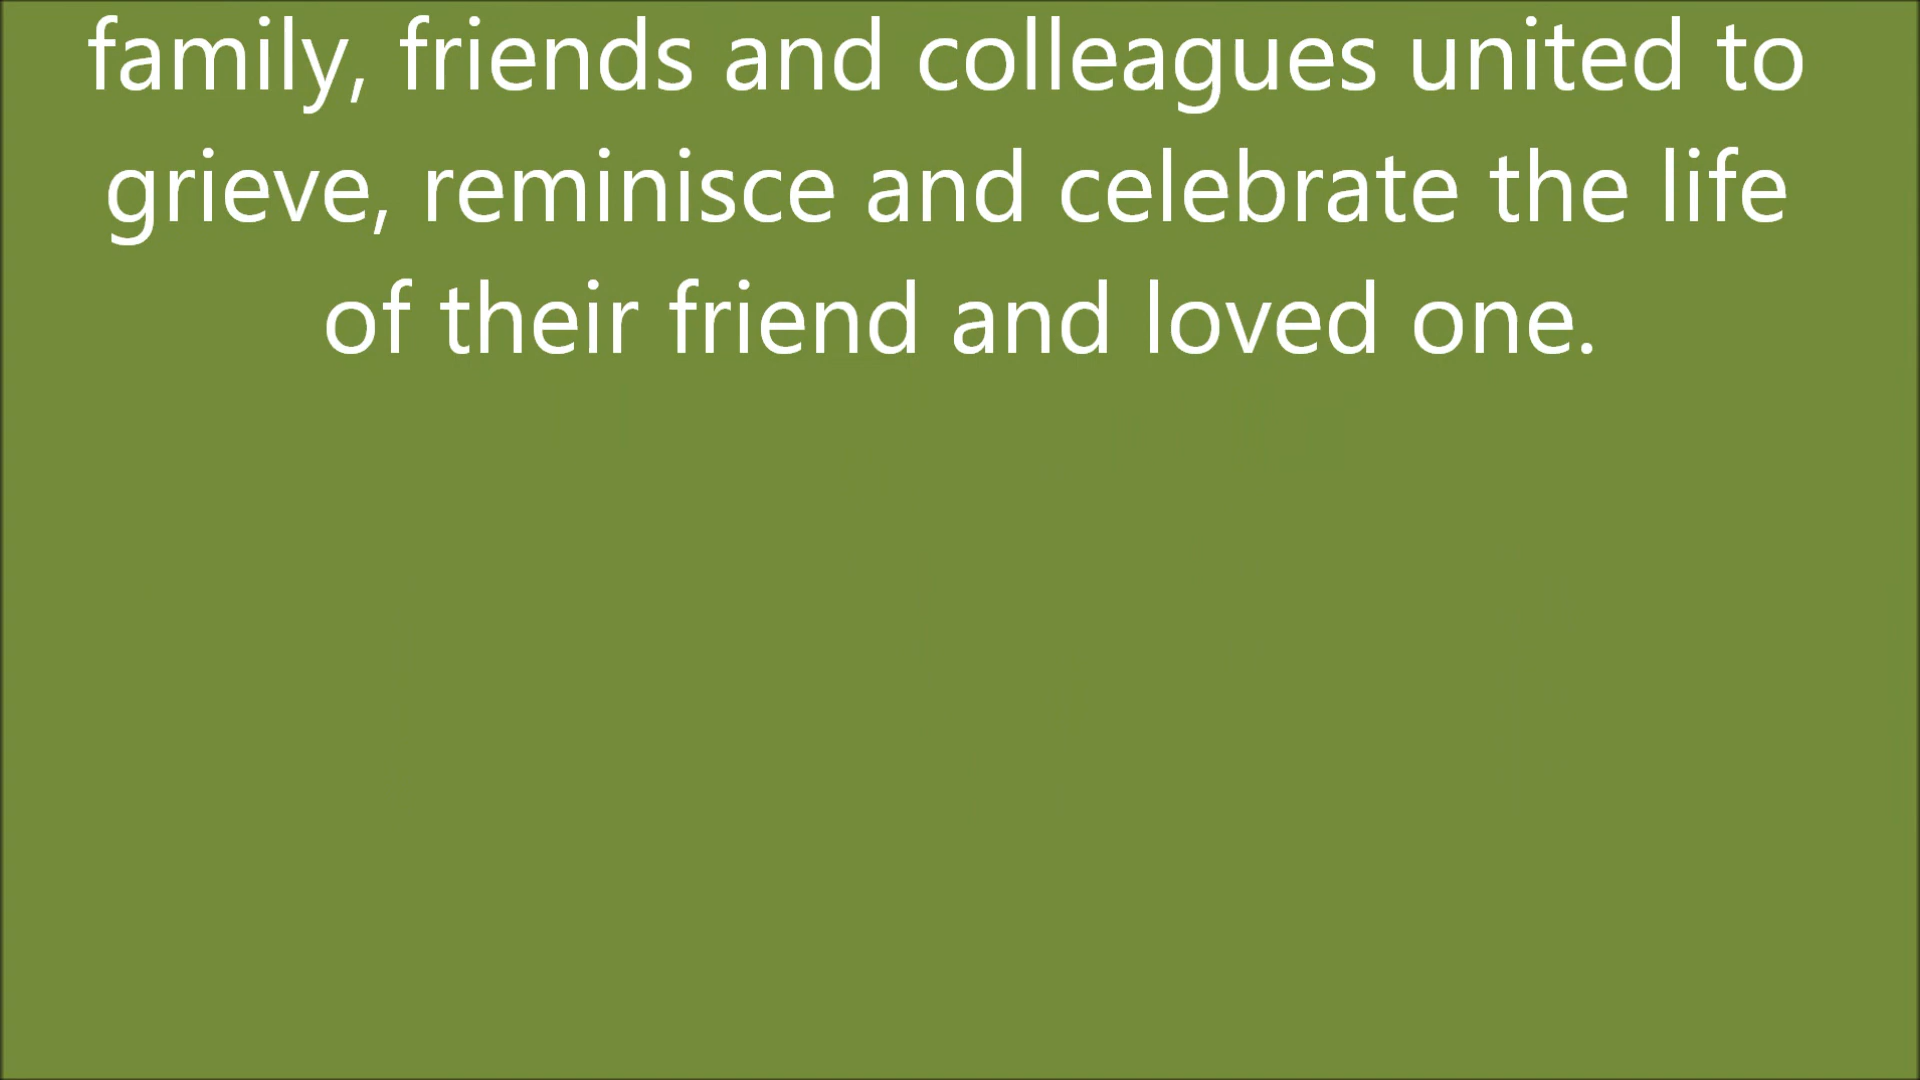 family, friends and colleagues united to
grieve, reminisce and celebrate the life
of their friend and loved one.